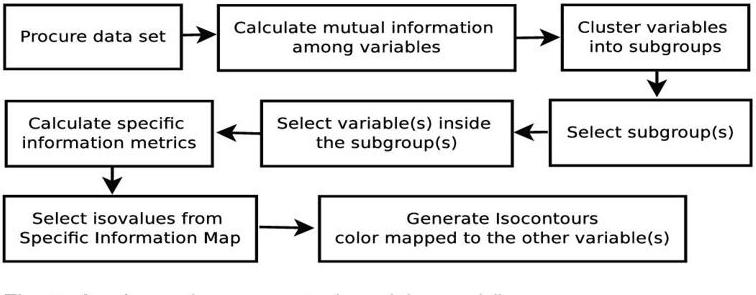 Procure data set
Calculate mutual information
among variables
Cluster variables
into subgroups
Select subgroup(s)
Select variable(s) inside
the subgroup(s)
Calculate specific
information metrics
Select isovalues from
Specific Information Map
Generate Isocontours
color mapped to the other variable(s)